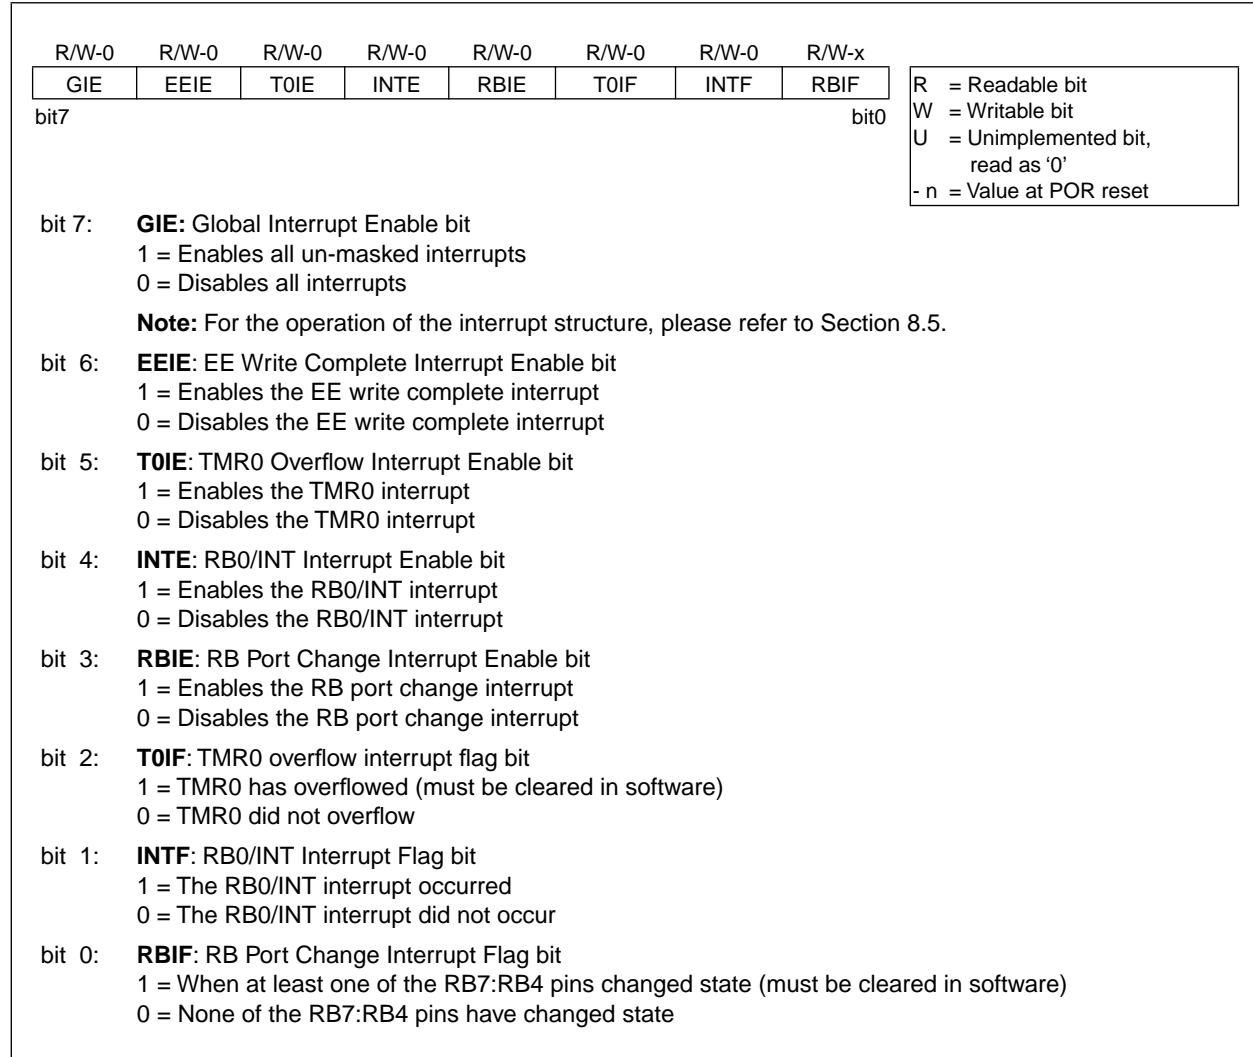 R/W-0 R/W-0 R/W-0 R/W-0 R/W-0 R/W-0 R/W-0 R/W-x
GIE EEIE T0IE INTE RBIE T0IF INTF RBIF
bit7 bit0
R = Readable bit
W = Writable bit
U = Unimplemented bit,
read as ‘0’
- n = Value at POR reset
bit 7: GIE: Global Interrupt Enable bit
1 = Enables all un-masked interrupts
0 = Disables all interrupts
Note: For the operation of the interrupt structure, please refer to Section 8.5.
bit 6: EEIE: EE Write Complete Interrupt Enable bit
1 = Enables the EE write complete interrupt
0 = Disables the EE write complete interrupt
bit 5: T0IE: TMR0 Overflow Interrupt Enable bit
1 = Enables the TMR0 interrupt
0 = Disables the TMR0 interrupt
bit 4: INTE: RB0/INT Interrupt Enable bit
1 = Enables the RB0/INT interrupt
0 = Disables the RB0/INT interrupt
bit 3: RBIE: RB Port Change Interrupt Enable bit
1 = Enables the RB port change interrupt
0 = Disables the RB port change interrupt
bit 2: T0IF: TMR0 overflow interrupt flag bit
1 = TMR0 has overflowed (must be cleared in software)
0 = TMR0 did not overflow
bit 1: INTF: RB0/INT Interrupt Flag bit
1 = The RB0/INT interrupt occurred
0 = The RB0/INT interrupt did not occur
bit 0: RBIF: RB Port Change Interrupt Flag bit
1 = When at least one of the RB7:RB4 pins changed state (must be cleared in software)
0 = None of the RB7:RB4 pins have changed state